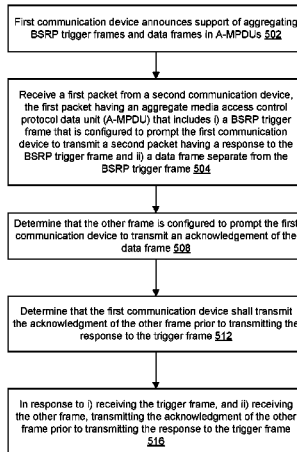 First communication device announces support of aggregating
BSRP trigger frames and data frames in A-MPDUs 502
Receive a first packet from a second communication device,
the first packet having an aggregate media access control
protocol data unit (A-MPDU) that includes i) a BSRP trigger
frame that is configured to prompt the first communication
device to transmit a second packet having a response to the
BSRP trigger frame and ii) a data frame separate from the
BSRP trigger frame 504
Determine that the other frame is configured to prompt the first
communication device to transmit an acknowledgement of the
data frame 508
Determine that the first communication device shall transmit
the acknowledgment of the other frame prior to transmitting the
response to the trigger frame 512
In response to i) receiving the trigger frame, and ii) receiving
the other frame, transmitting the acknowledgment of the other
frame prior to transmitting the response to the trigger frame
516